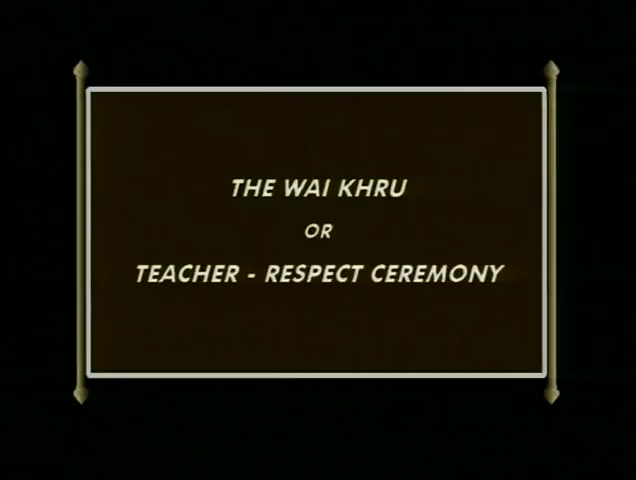 THE WAI KHRU
OR
TEACHER - RESPECT CEREMONY